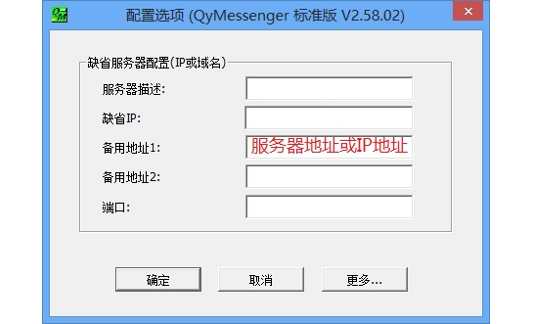 配置选项 (QyMessenger 标准版 V2.58.02)
缺省服务器配置(IP或域名)
服务器描述:
缺省IP:
备用地址1: 服务器地址或IP地址
备用地址2:
端口:
确定 取消 更多...